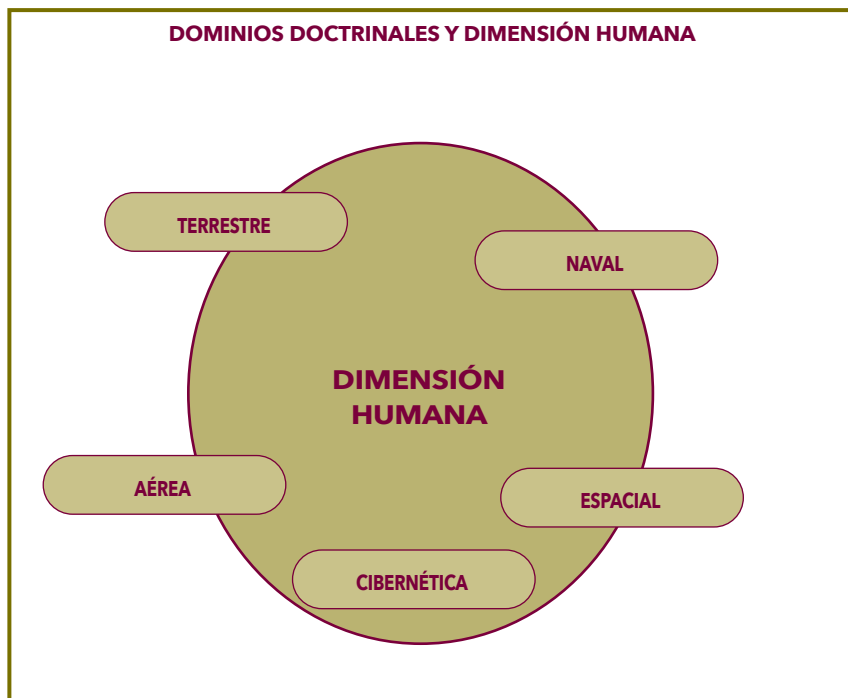 DOMINIOS DOCTRINALES Y DIMENSIÓN HUMANA
TERRESTRE
NAVAL
DIMENSIÓN
HUMANA
AÉREA
ESPACIAL
CIBERNÉTICA